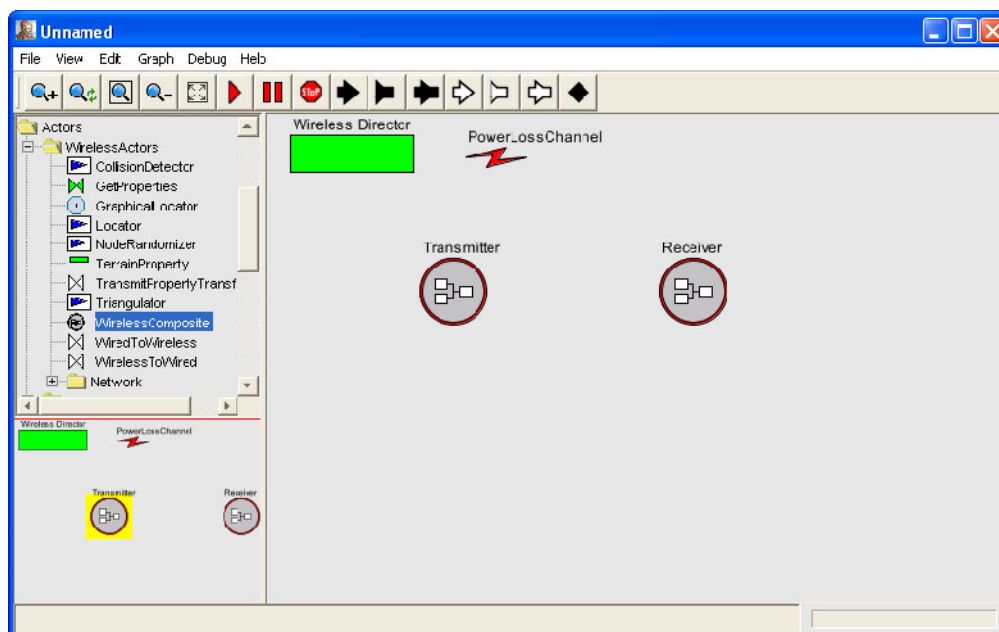 Unnamed
File View Edit Graph Debug Help
STOP
Actors
WirelessActors
CollisionDetector
GetProperties
GraphicalLocator
Locator
NodeRandomizer
TerrainProperty
TransmitPropertyTransf
Triangulator
WirelessComposite
WiredToWireless
WirelessToWired
Network
Wireless Director
PowerLossChannel
Transmitter
Receiver
Wireless Director
PowerLossChannel
Transmitter
Receiver